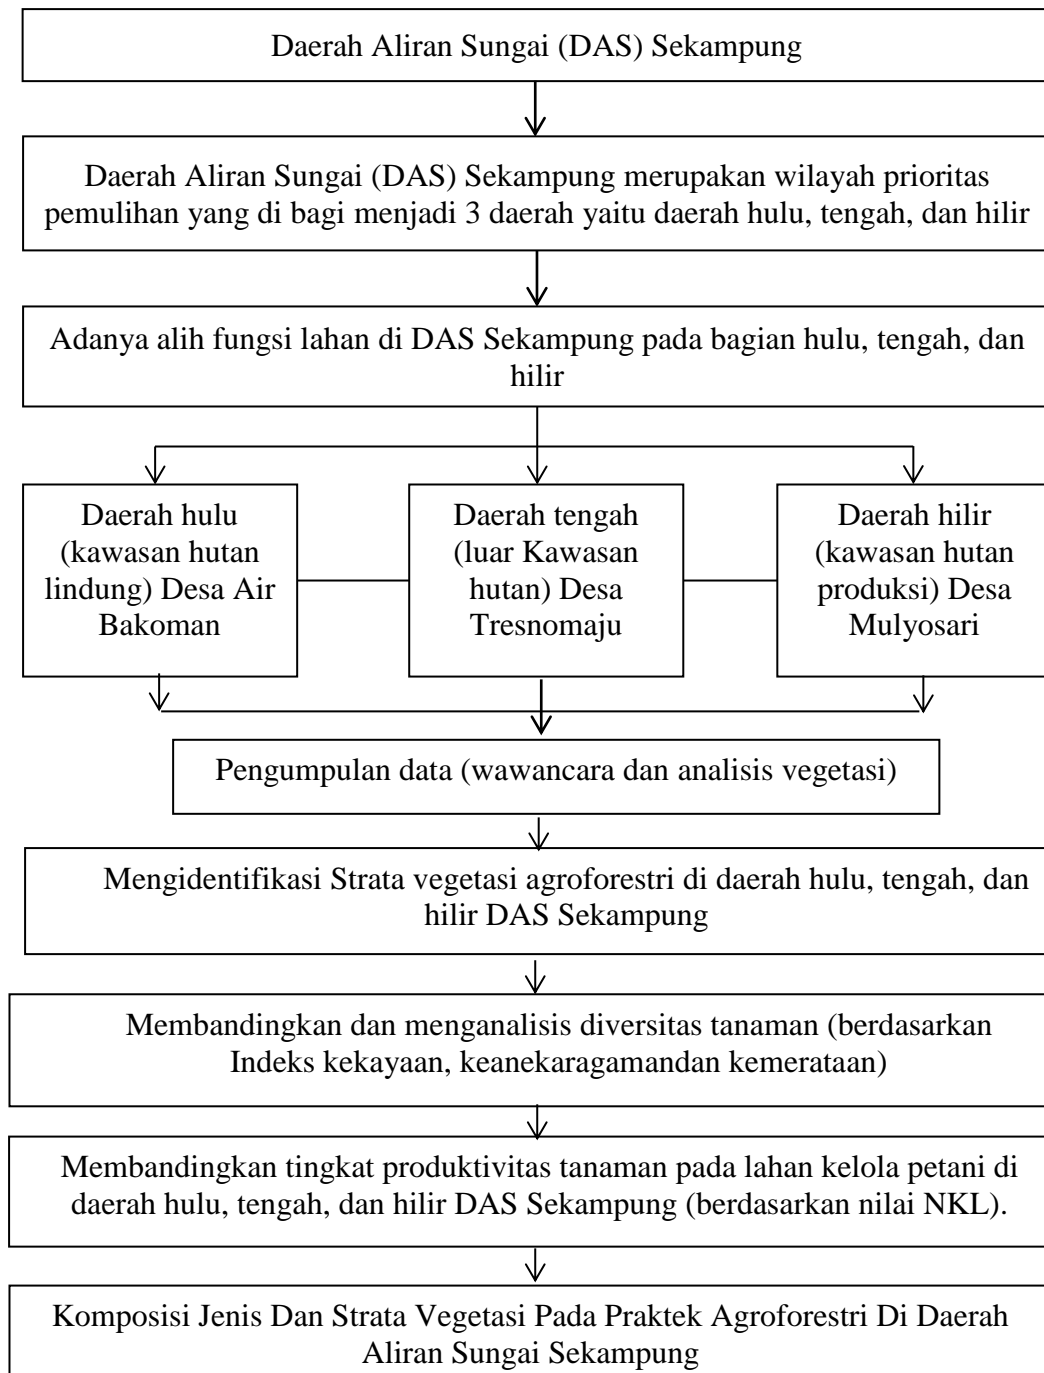 Daerah Aliran Sungai (DAS) Sekampung
Daerah Aliran Sungai (DAS) Sekampung merupakan wilayah prioritas
pemulihan yang di bagi menjadi 3 daerah yaitu daerah hulu, tengah, dan hilir
Adanya alih fungsi lahan di DAS Sekampung pada bagian hulu, tengah, dan
hilir
Daerah hulu
(kawasan hutan
lindung) Desa Air
Bakoman
Daerah tengah
(luar Kawasan
hutan) Desa
Tresnomaju
Daerah hilir
(kawasan hutan
produksi) Desa
Mulyosari
Pengumpulan data (wawancara dan analisis vegetasi)
Mengidentifikasi Strata vegetasi agroforestri di daerah hulu, tengah, dan
hilir DAS Sekampung
Membandingkan dan menganalisis diversitas tanaman (berdasarkan
Indeks kekayaan, keanekaragamandan kemerataan)
Membandingkan tingkat produktivitas tanaman pada lahan kelola petani di
daerah hulu, tengah, dan hilir DAS Sekampung (berdasarkan nilai NKL).
Komposisi Jenis Dan Strata Vegetasi Pada Praktek Agroforestri Di Daerah
Aliran Sungai Sekampung